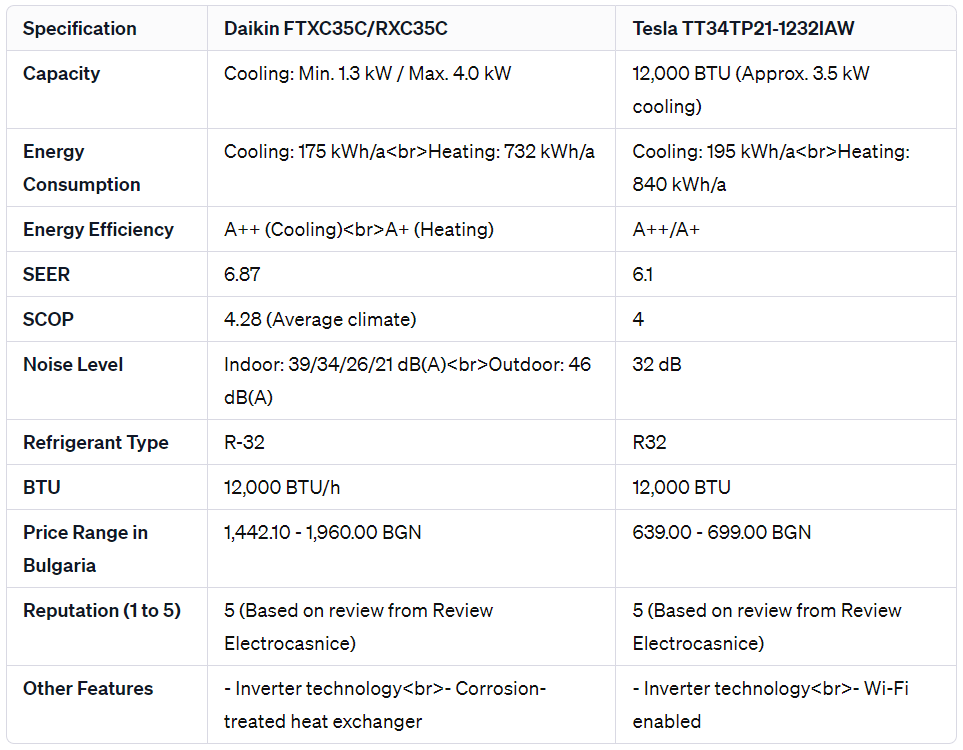 Specification Daikin FTXC35C/RXC35C Tesla TT34TP21-1232IAW
Capacity Cooling: Min. 1.3 kW / Max. 4.0 kW 12,000 BTU (Approx. 3.5 kW
cooling)
Energy Cooling: 175 kWh/a<br>Heating: 732 kWh/a Cooling: 195 kWh/a<br>Heating:
Consumption 840 kWh/a
Energy Efficiency A++ (Cooling)<br>A+ (Heating) A++/A+
SEER 6.87 6.1
SCOP 4.28 (Average climate) 4
Noise Level Indoor: 39/34/26/21 dB(A)<br>Outdoor: 46 32 dB
dB(A)
Refrigerant Type R-32 R32
BTU 12,000 BTU/h 12,000 BTU
Price Range in 1,442.10 - 1,960.00 BGN 639.00 - 699.00 BGN
Bulgaria
Reputation (1 to 5) 5 (Based on review from Review 5 (Based on review from Review
Electrocasnice) Electrocasnice)
Other Features - Inverter technology<br>- Corrosion- - Inverter technology<br>- Wi-Fi
treated heat exchanger enabled